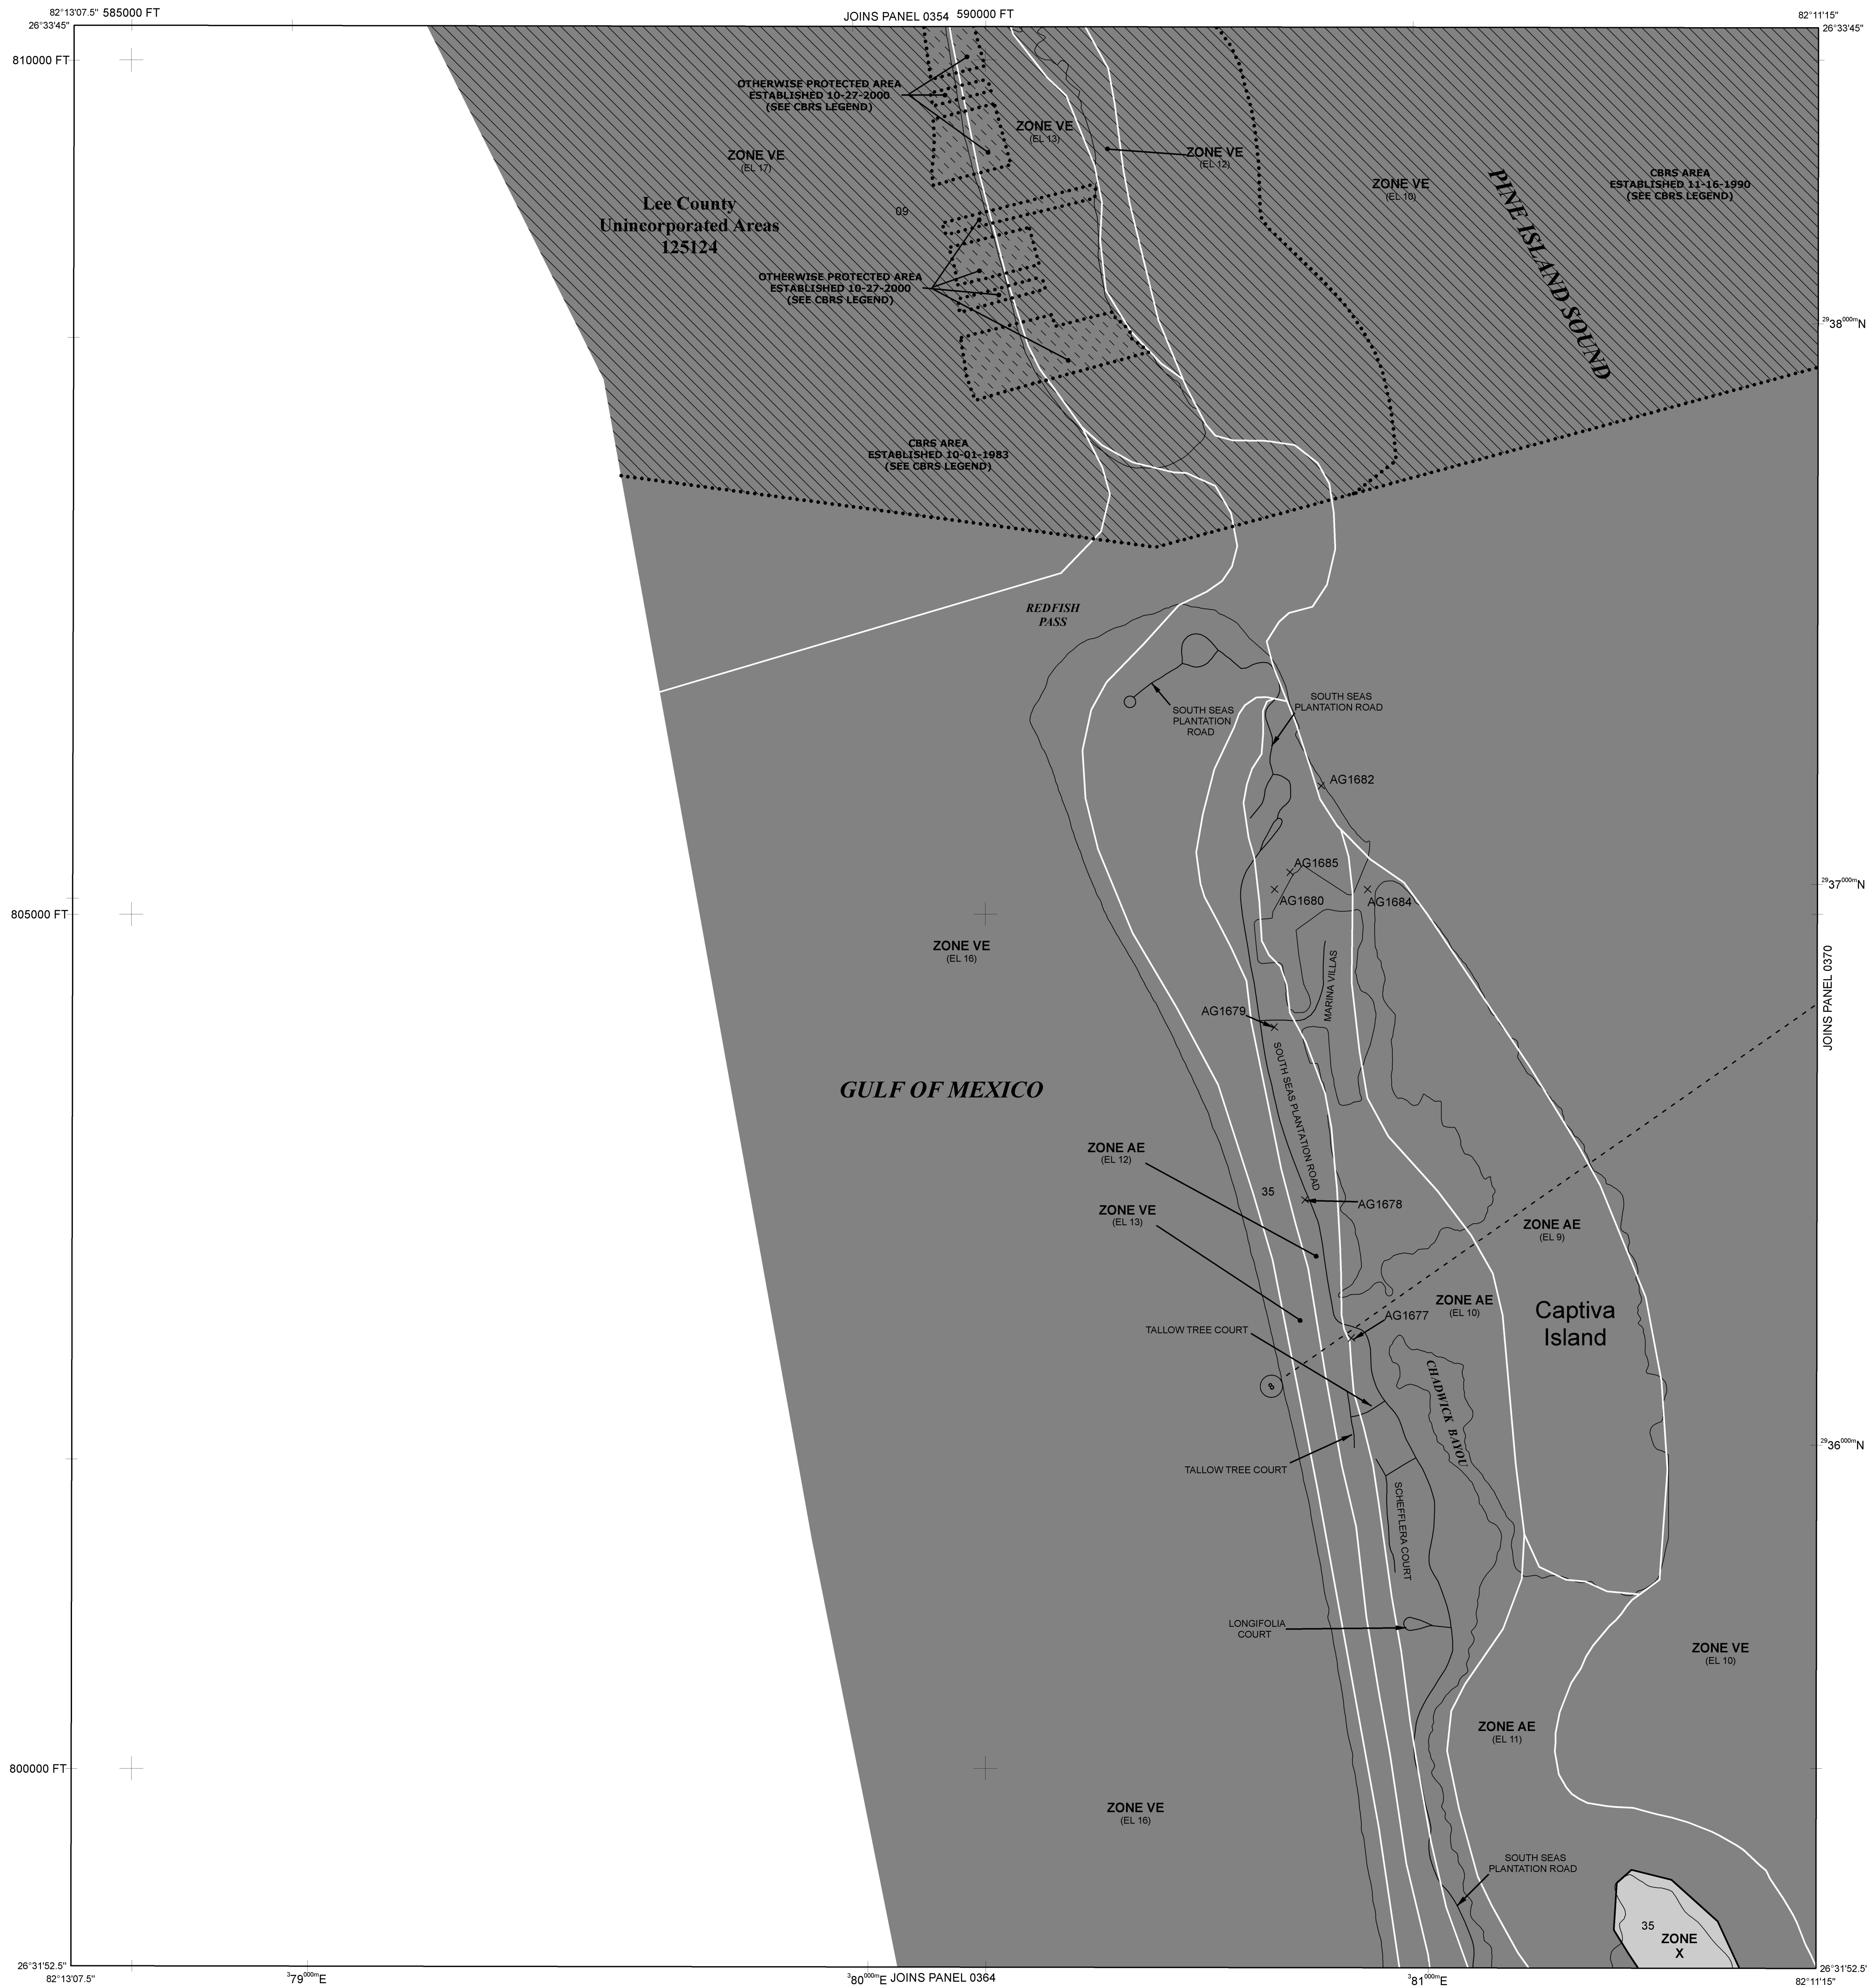 82°13'07.5" 585000 FT
JOINS PANEL 0354 590000 FT
82°11'15"
26°33'45"
26°33'45"
810000 FT
OTHERWISE PROTECTED AREA
ESTABLISHED 10-27-2000
(SEE CBRS LEGEND)
ZONE VE
(EL 13)
ZONE VE
(EL 17)
ZONE VE
(EL 12)
ZONE VE
(EL 10)
CBRS AREA
ESTABLISHED 11-16-1990
(SEE CBRS LEGEND)
PINE ISLAND SOUND
Lee County
Unincorporated Areas
125124
09
OTHERWISE PROTECTED AREA
ESTABLISHED 10-27-2000
(SEE CBRS LEGEND)
2938000mN
CBRS AREA
ESTABLISHED 10-01-1983
(SEE CBRS LEGEND)
REDFISH
PASS
SOUTH SEAS
PLANTATION
ROAD
SOUTH SEAS
PLANTATION ROAD
AG1682
AG1685
AG1680
AG1684
2937000mN
805000 FT
ZONE VE
(EL 16)
MARINA VILLAS
JOINS PANEL 0370
AG1679
SOUTH SEAS PLANTATION ROAD
GULF OF MEXICO
ZONE AE
(EL 12)
35
AG1678
ZONE VE
(EL 13)
ZONE AE
(EL 9)
ZONE AE
(EL 10)
Captiva
Island
AG1677
TALLOW TREE COURT
8
CHADWICK BAYOU
TALLOW TREE COURT
2936000mN
SCHEFFLERA COURT
LONGIFOLIA
COURT
ZONE VE
(EL 10)
ZONE AE
(EL 11)
800000 FT
ZONE VE
(EL 16)
SOUTH SEAS
PLANTATION ROAD
35
ZONE
X
26°31'52.5"
26°31'52.5"
82°13'07.5"
379000mE
380000mE JOINS PANEL 0364
381000mE
82°11'15"